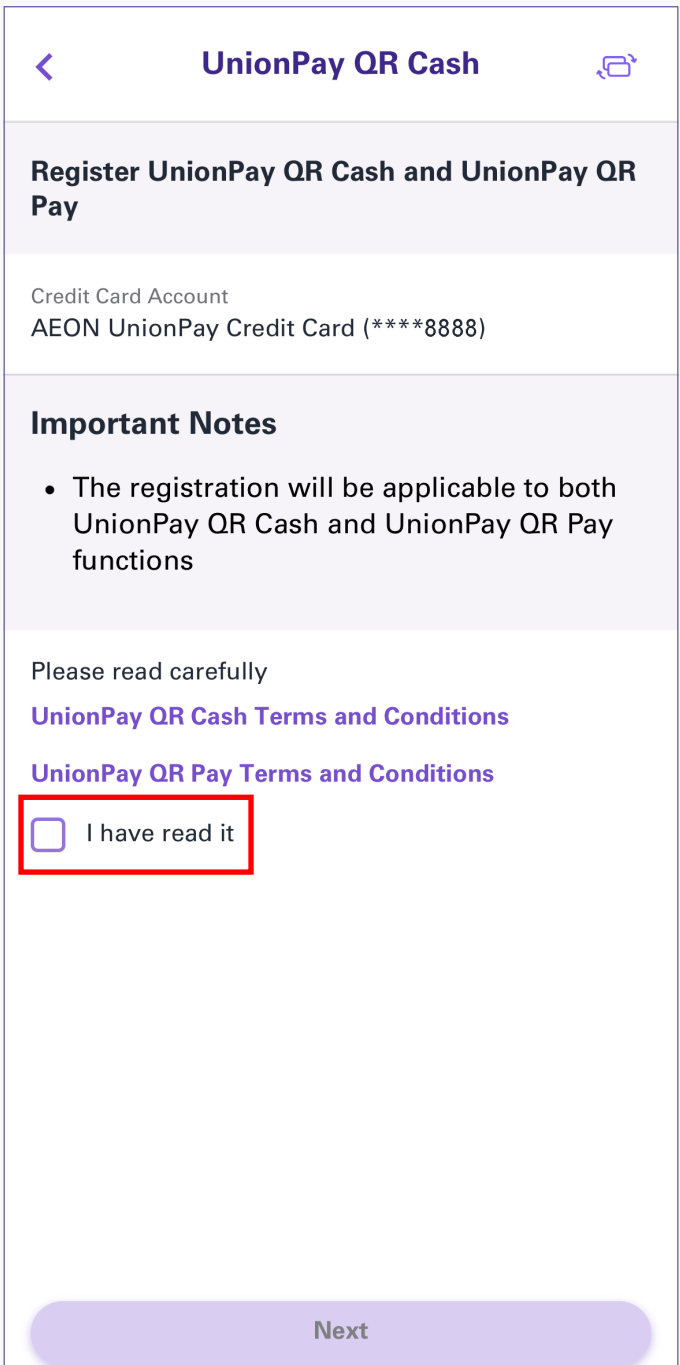 UnionPay QR Cash
Register UnionPay QR Cash and UnionPay QR
Pay
Credit Card Account
AEON UnionPay Credit Card (****8888)
Important Notes
• The registration will be applicable to both
UnionPay QR Cash and UnionPay QR Pay
functions
Please read carefully
UnionPay QR Cash Terms and Conditions
UnionPay QR Pay Terms and Conditions
I have read it
Next